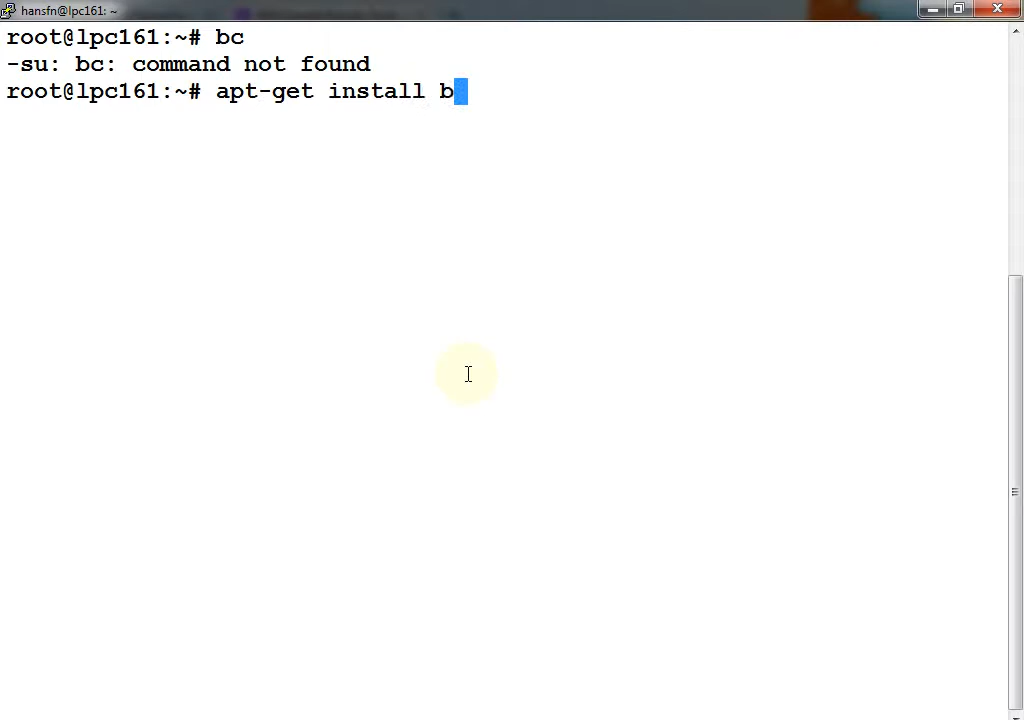 hansfn@lpc161: ~
root@lpc161:~# bc
-su: bc: command not found
root@lpc161:~# apt-get install b